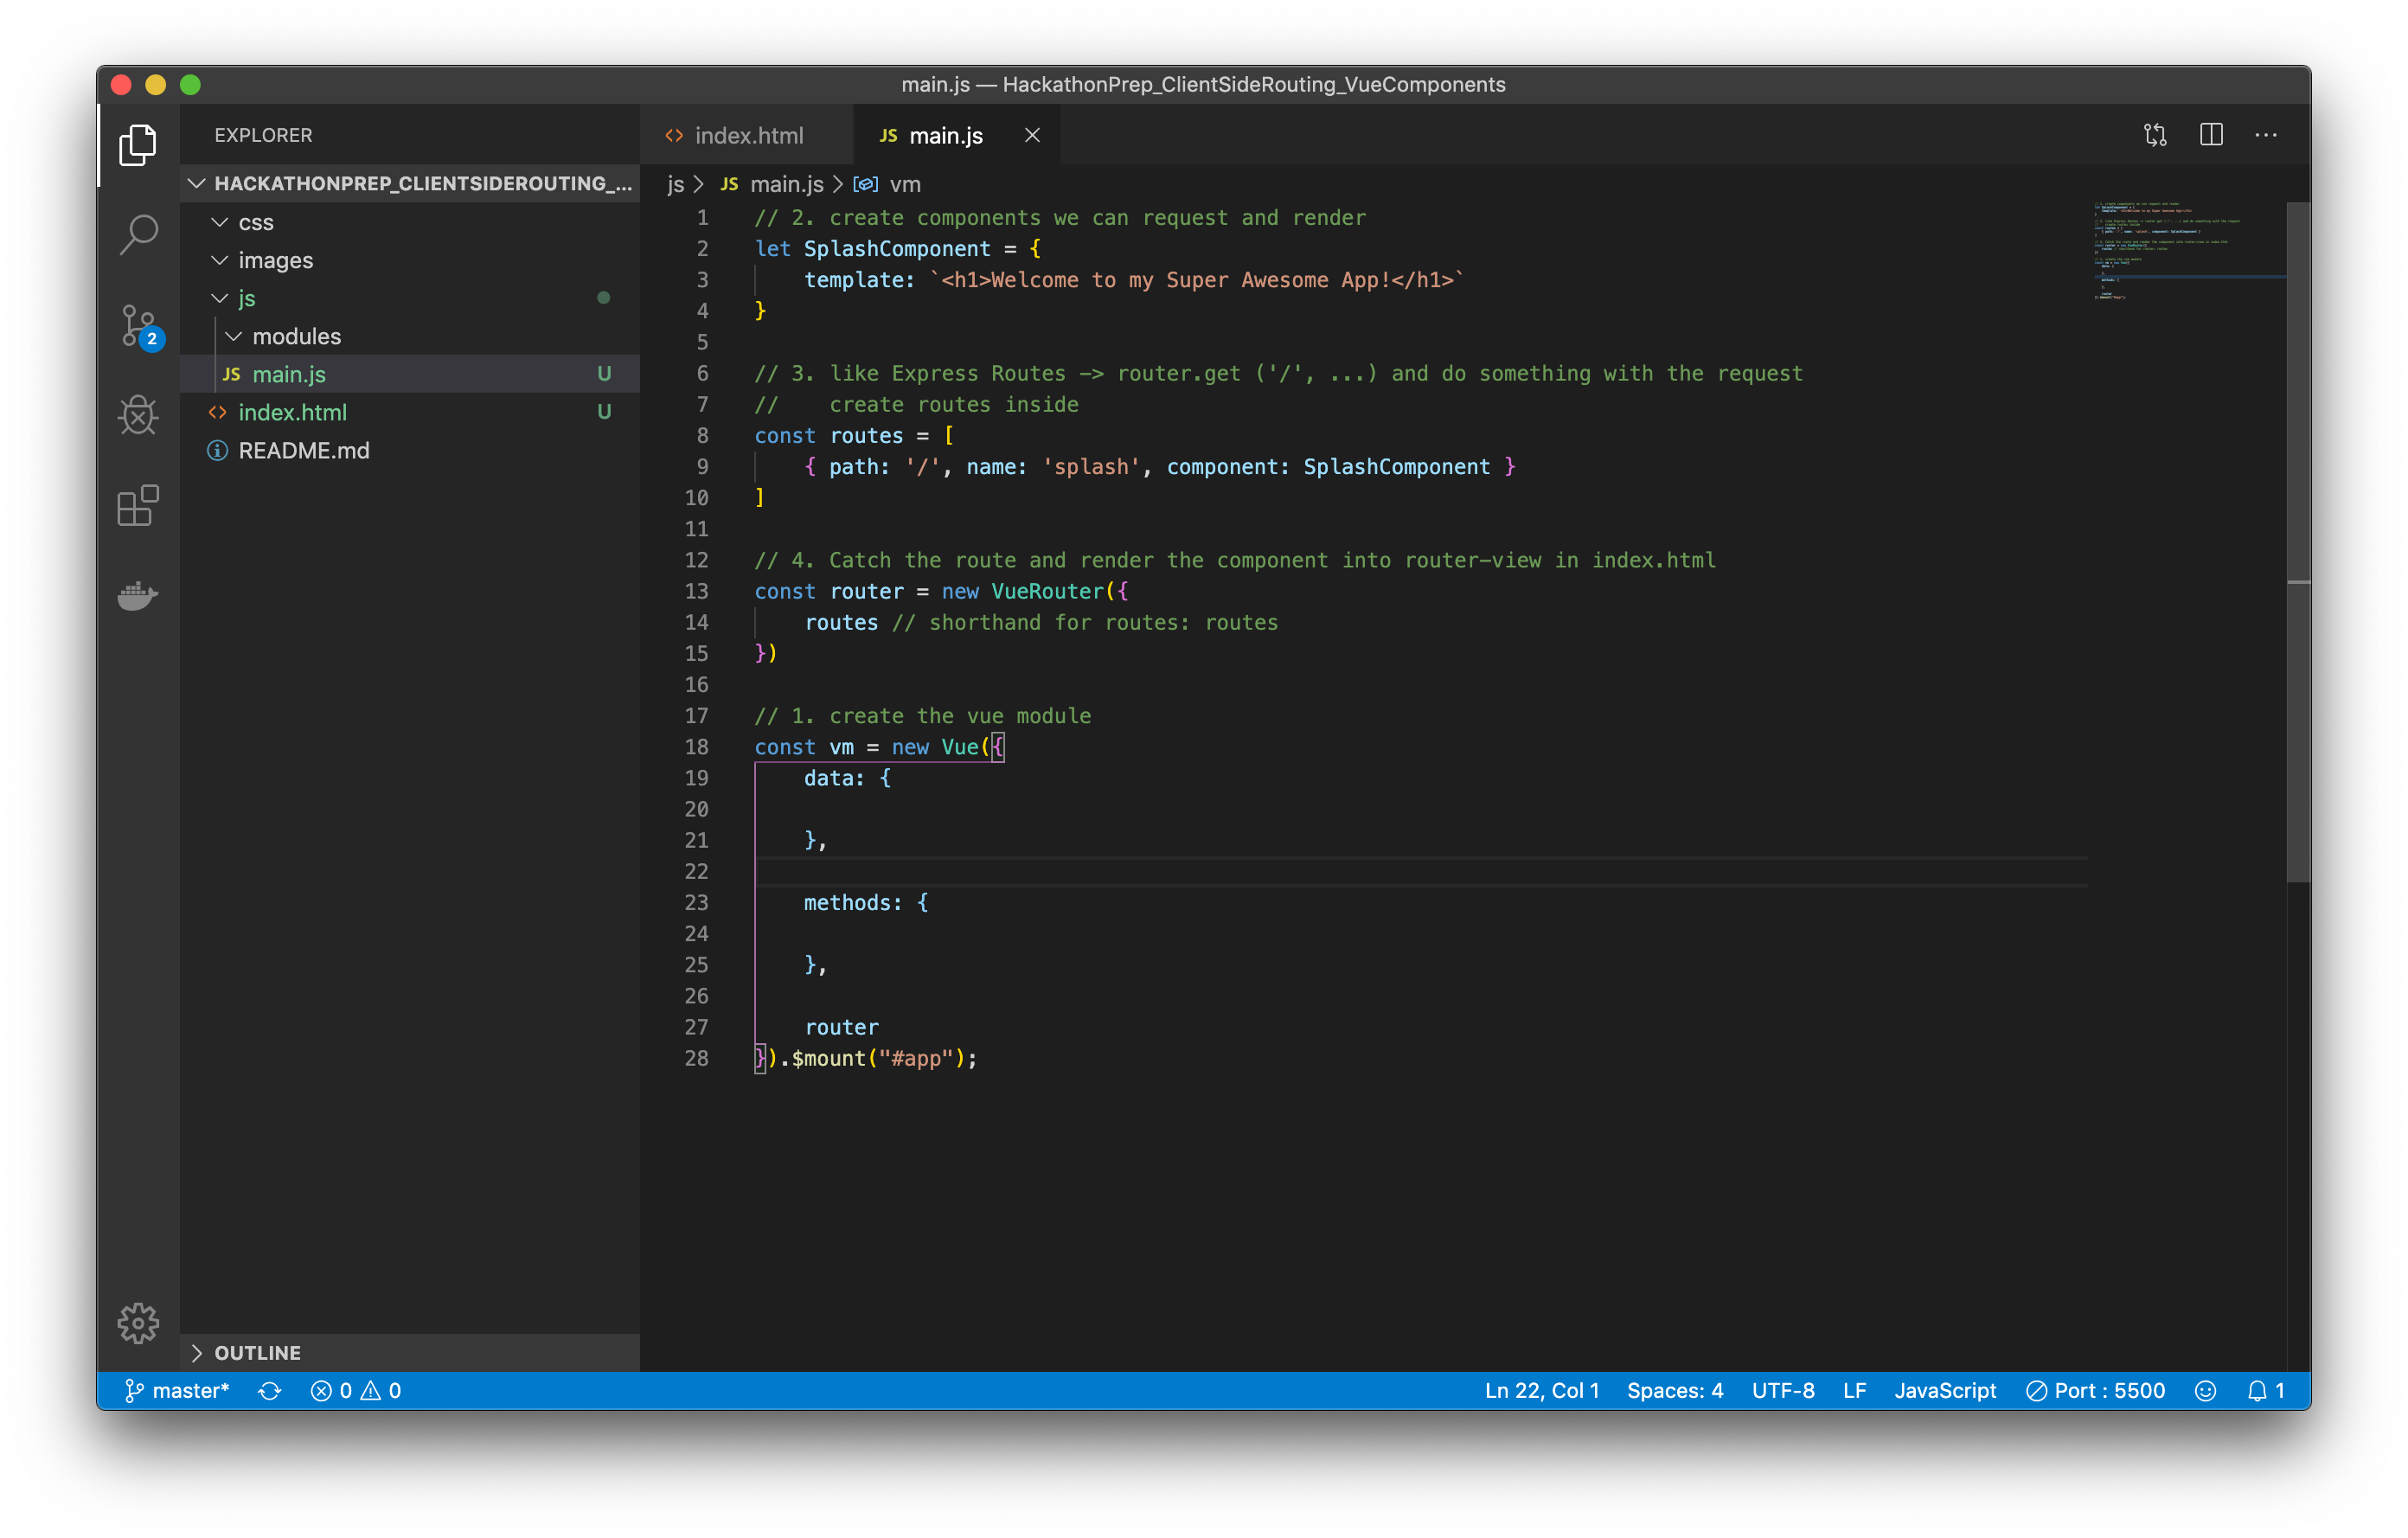 main.js — HackathonPrep_ClientSideRouting_VueComponents
EXPLORER
HACKATHONPREP_CLIENTSIDEROUTING_...
css
images
js
modules
JS main.js U
<> index.html U
README.md
2
OUTLINE
<> index.html
JS main.js
js > JS main.js > vm
1 // 2. create components we can request and render
2 let SplashComponent = {
3     template: `<h1>Welcome to my Super Awesome App!</h1>`
4 }
5
6 // 3. like Express Routes -> router.get ('/', ...) and do something with the request
7 //    create routes inside
8 const routes = [
9     { path: '/', name: 'splash', component: SplashComponent }
10 ]
11
12 // 4. Catch the route and render the component into router-view in index.html
13 const router = new VueRouter({
14     routes // shorthand for routes: routes
15 })
16
17 // 1. create the vue module
18 const vm = new Vue({
19     data: {
20
21     },
22
23     methods: {
24
25     },
26
27     router
28 }).$mount("#app");
master* 0 0 Ln 22, Col 1 Spaces: 4 UTF-8 LF JavaScript Port : 5500 1